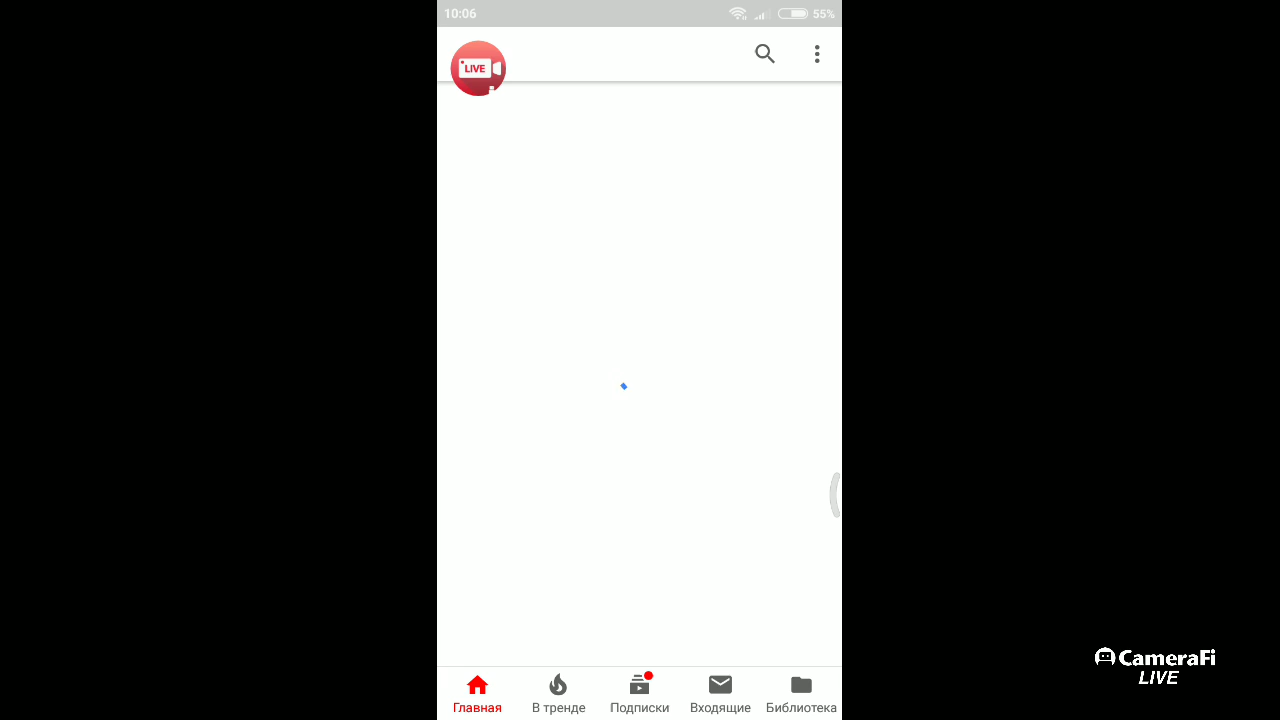 10:06
55%
LIVE
Главная
В тренде
Подписки
Входящие
Библиотека
CameraFi
LIVE